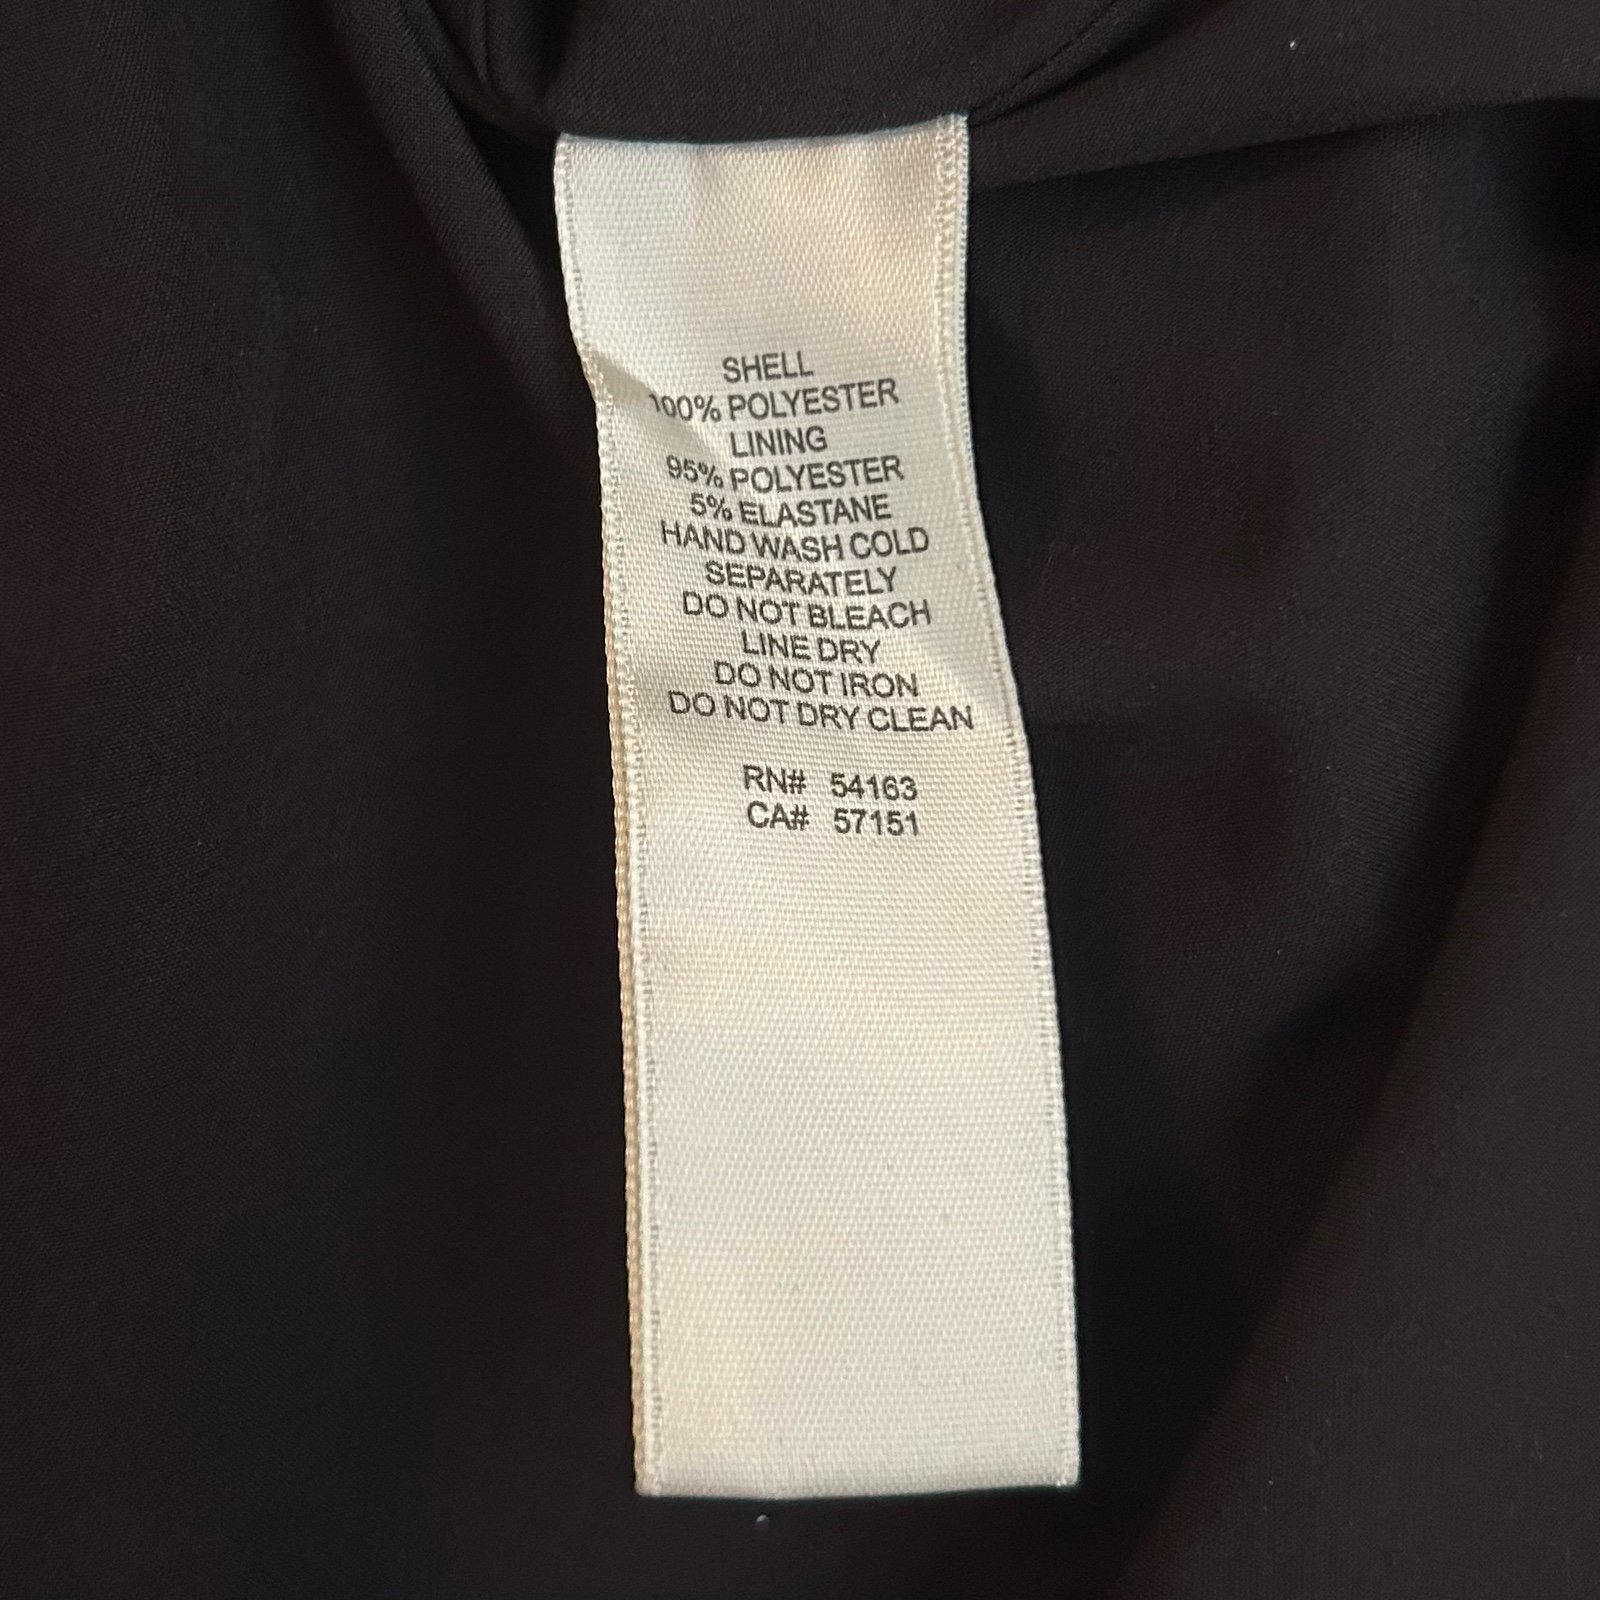 SHELL
100% POLYESTER
LINING
95% POLYESTER
5% ELASTANE
HAND WASH COLD
SEPARATELY
DO NOT BLEACH
LINE DRY
DO NOT IRON
DO NOT DRY CLEAN
RN# 54163
CA# 57151